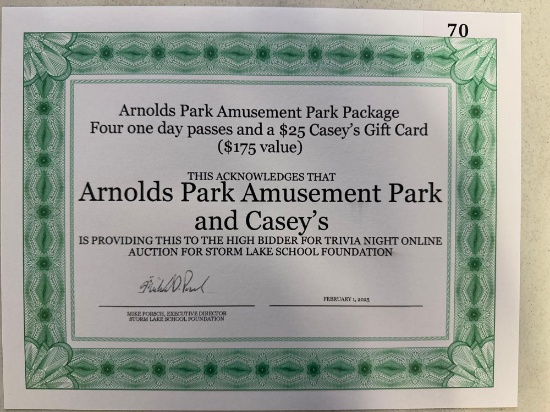 70
Arnolds Park Amusement Park Package
Four one day passes and a $25 Casey's Gift Card
($175 value)
THIS ACKNOWLEDGES THAT
Arnolds Park Amusement Park
and Casey's
IS PROVIDING THIS TO THE HIGH BIDDER FOR TRIVIA NIGHT ONLINE
AUCTION FOR STORM LAKE SCHOOL FOUNDATION
FEBRUARY 1, 2025
MIKE PORSCH, EXECUTIVE DIRECTOR
STORM LAKE SCHOOL FOUNDATION